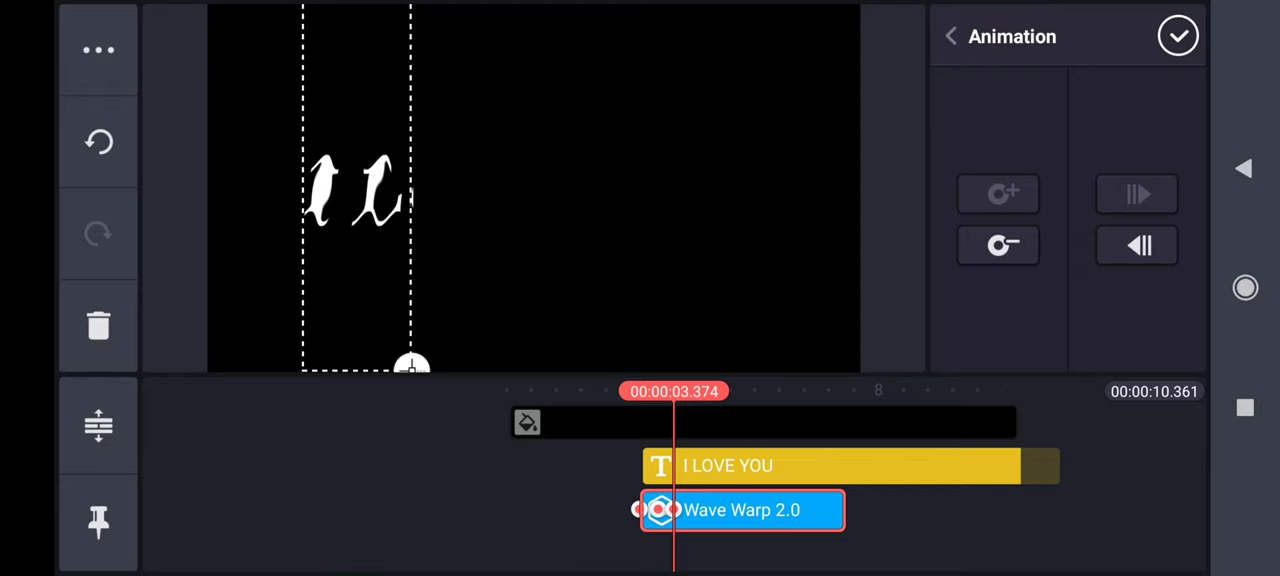 Animation
I L
00:00:03.374
8
00:00:10.361
T I LOVE YOU
Wave Warp 2.0